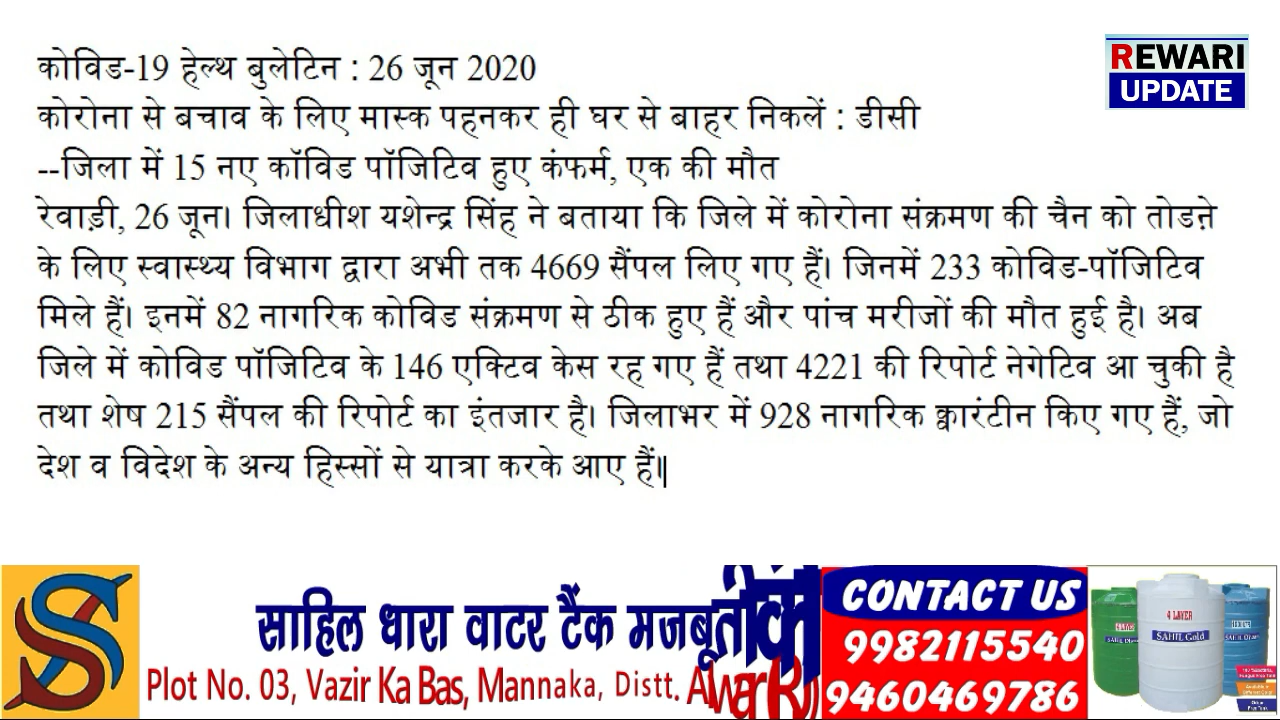 कोविड-19 हेल्थ बुलेटिन : 26 जून 2020
कोरोना से बचाव के लिए मास्क पहनकर ही घर से बाहर निकलें : डीसी
--जिला में 15 नए कॉविड पॉजिटिव हुए कंफर्म, एक की मौत
रेवाड़ी, 26 जून। जिलाधीश यशेन्द्र सिंह ने बताया कि जिले में कोरोना संक्रमण की चैन को तोडऩे
के लिए स्वास्थ्य विभाग द्वारा अभी तक 4669 सैंपल लिए गए हैं। जिनमें 233 कोविड-पॉजिटिव
मिले हैं। इनमें 82 नागरिक कोविड संक्रमण से ठीक हुए हैं और पांच मरीजों की मौत हुई है। अब
जिले में कोविड पॉजिटिव के 146 एक्टिव केस रह गए हैं तथा 4221 की रिपोर्ट नेगेटिव आ चुकी है
तथा शेष 215 सैंपल की रिपोर्ट का इंतजार है। जिलाभर में 928 नागरिक क्वारंटीन किए गए हैं, जो
देश व विदेश के अन्य हिस्सों से यात्रा करके आए हैं।
REWARI
UPDATE
S
साहिल धारा वाटर टैंक
Plot No. 03, Vazir Ka Bas, Mannaka, Distt.
CONTACT US
9982115540
9460469786
4 LAYER
SAHIL Gold